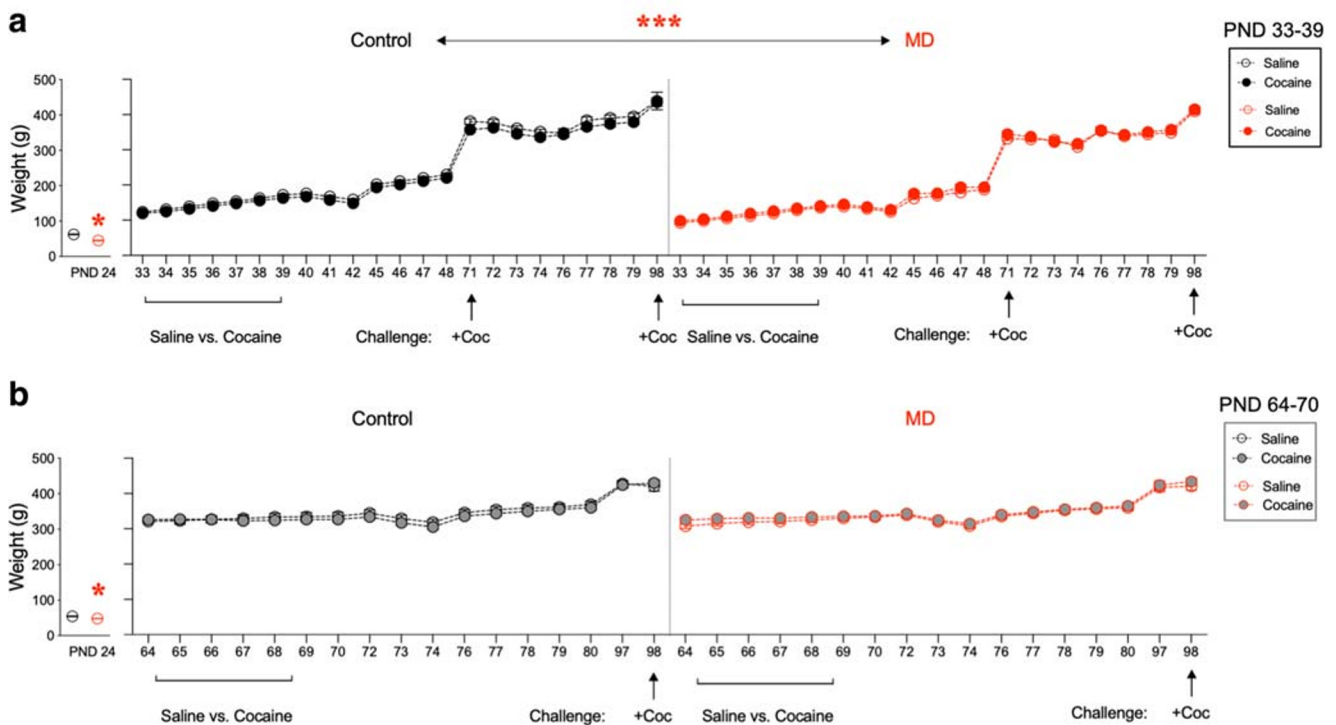 a
***
Control
MD
PND 33-39
Saline
Cocaine
Saline
Cocaine
Weight (g)
500
400
300
200
100
0
*
PND 24
33 34 35 36 37 38 39 40 41 42 45 46 47 48 71 72 73 74 76 77 78 79 98 33 34 35 36 37 38 39 40 41 42 45 46 47 48 71 72 73 74 76 77 78 79 98
Saline vs. Cocaine Challenge: +Coc +Coc Saline vs. Cocaine Challenge: +Coc +Coc
b
Control
MD
PND 64-70
Saline
Cocaine
Saline
Cocaine
Weight (g)
500
400
300
200
100
0
*
PND 24
64 65 66 67 68 69 70 72 73 74 76 77 78 79 80 97 98 64 65 66 67 68 69 70 72 73 74 76 77 78 79 80 97 98
Saline vs. Cocaine Challenge: +Coc Saline vs. Cocaine Challenge: +Coc